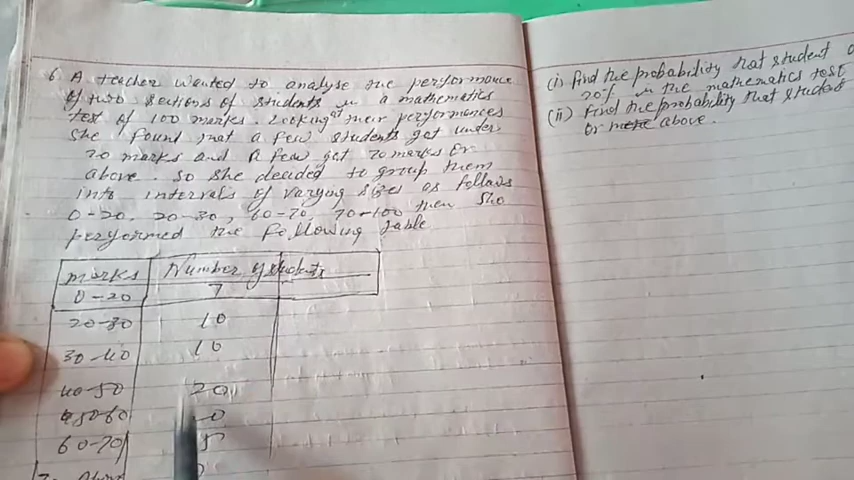 6. A teacher wanted to analyse the performance
of two sections of students in a mathematics
test of 100 marks. Looking at their performances
she found that a few students got under
20 marks and a few got 70 marks or
above. So she decided to group them
into intervals of varying sizes as follows
0-20, 20-30, 60-70, 70-100 then she
performed the following table
marks Number of students
0-20 7
20-30 10
30-40 10
40-50 20
50-60 0
60-70 5
(i) Find the probability that student
20% in the mathematics test
(ii) Find the probability that student
or above.